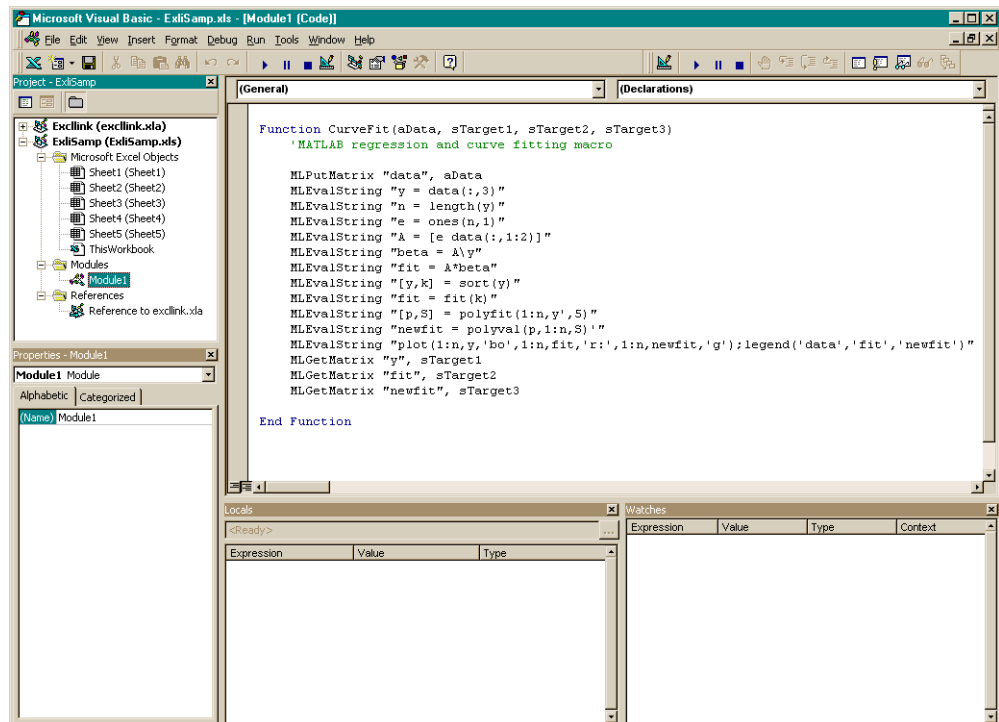 Microsoft Visual Basic - ExliSamp.xls - [Module1 (Code)]
File Edit View Insert Format Debug Run Tools Window Help
Project - ExliSamp
Excllink (excllink.xla)
ExliSamp (ExliSamp.xls)
Microsoft Excel Objects
Sheet1 (Sheet1)
Sheet2 (Sheet2)
Sheet3 (Sheet3)
Sheet4 (Sheet4)
Sheet5 (Sheet5)
ThisWorkbook
Modules
Module1
References
Reference to excllink.xla
Properties - Module1
Module1 Module
Alphabetic Categorized
(Name) Module1
(General) (Declarations)
Function CurveFit(aData, sTarget1, sTarget2, sTarget3)
'MATLAB regression and curve fitting macro
MLPutMatrix "data", aData
MLEvalString "y = data(:,3)"
MLEvalString "n = length(y)"
MLEvalString "e = ones(n,1)"
MLEvalString "A = [e data(:,1:2)]"
MLEvalString "beta = A\y"
MLEvalString "fit = A*beta"
MLEvalString "[y,k] = sort(y)"
MLEvalString "fit = fit(k)"
MLEvalString "[p,S] = polyfit(1:n,y',5)"
MLEvalString "newfit = polyval(p,1:n,S)'"
MLEvalString "plot(1:n,y,'bo',1:n,fit,'r:',1:n,newfit,'g');legend('data','fit','newfit')"
MLGetMatrix "y", sTarget1
MLGetMatrix "fit", sTarget2
MLGetMatrix "newfit", sTarget3
End Function
Locals
<Ready>
...
Expression Value Type
Watches
Expression Value Type Context